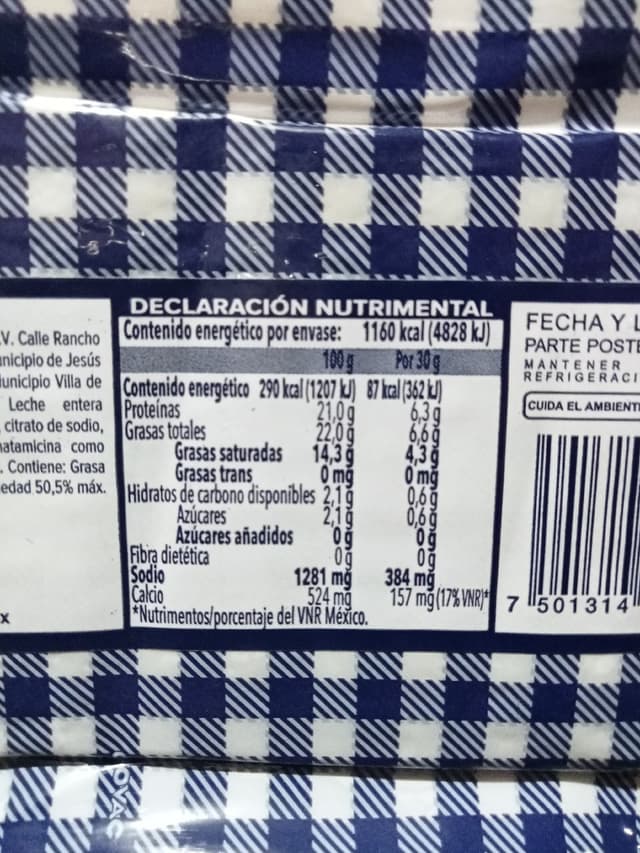 V. Calle Rancho
unicipio de Jesús
Municipio Villa de
Leche entera
citrato de sodio,
natamicina como
. Contiene: Grasa
edad 50,5% máx.
x
DECLARACIÓN NUTRIMENTAL
Contenido energético por envase: 1160 kcal (4828 kJ)
100 g Por 30 g
Contenido energético 290 kcal (1207 kJ) 87 kcal (362 kJ)
Proteínas 21,0 g 6,3 g
Grasas totales 22,0 g 6,6 g
Grasas saturadas 14,3 g 4,3 g
Grasas trans 0 mg 0 mg
Hidratos de carbono disponibles 2,1 g 0,6 g
Azúcares 2,1 g 0,6 g
Azúcares añadidos 0 g 0 g
Fibra dietética 0 g 0 g
Sodio 1281 mg 384 mg
Calcio 524 mg 157 mg (17% VNR)*
*Nutrimentos/porcentaje del VNR México.
FECHA Y L
PARTE POSTE
MANTENER
REFRIGERACI
CUIDA EL AMBIENT
7 501314
OVAC